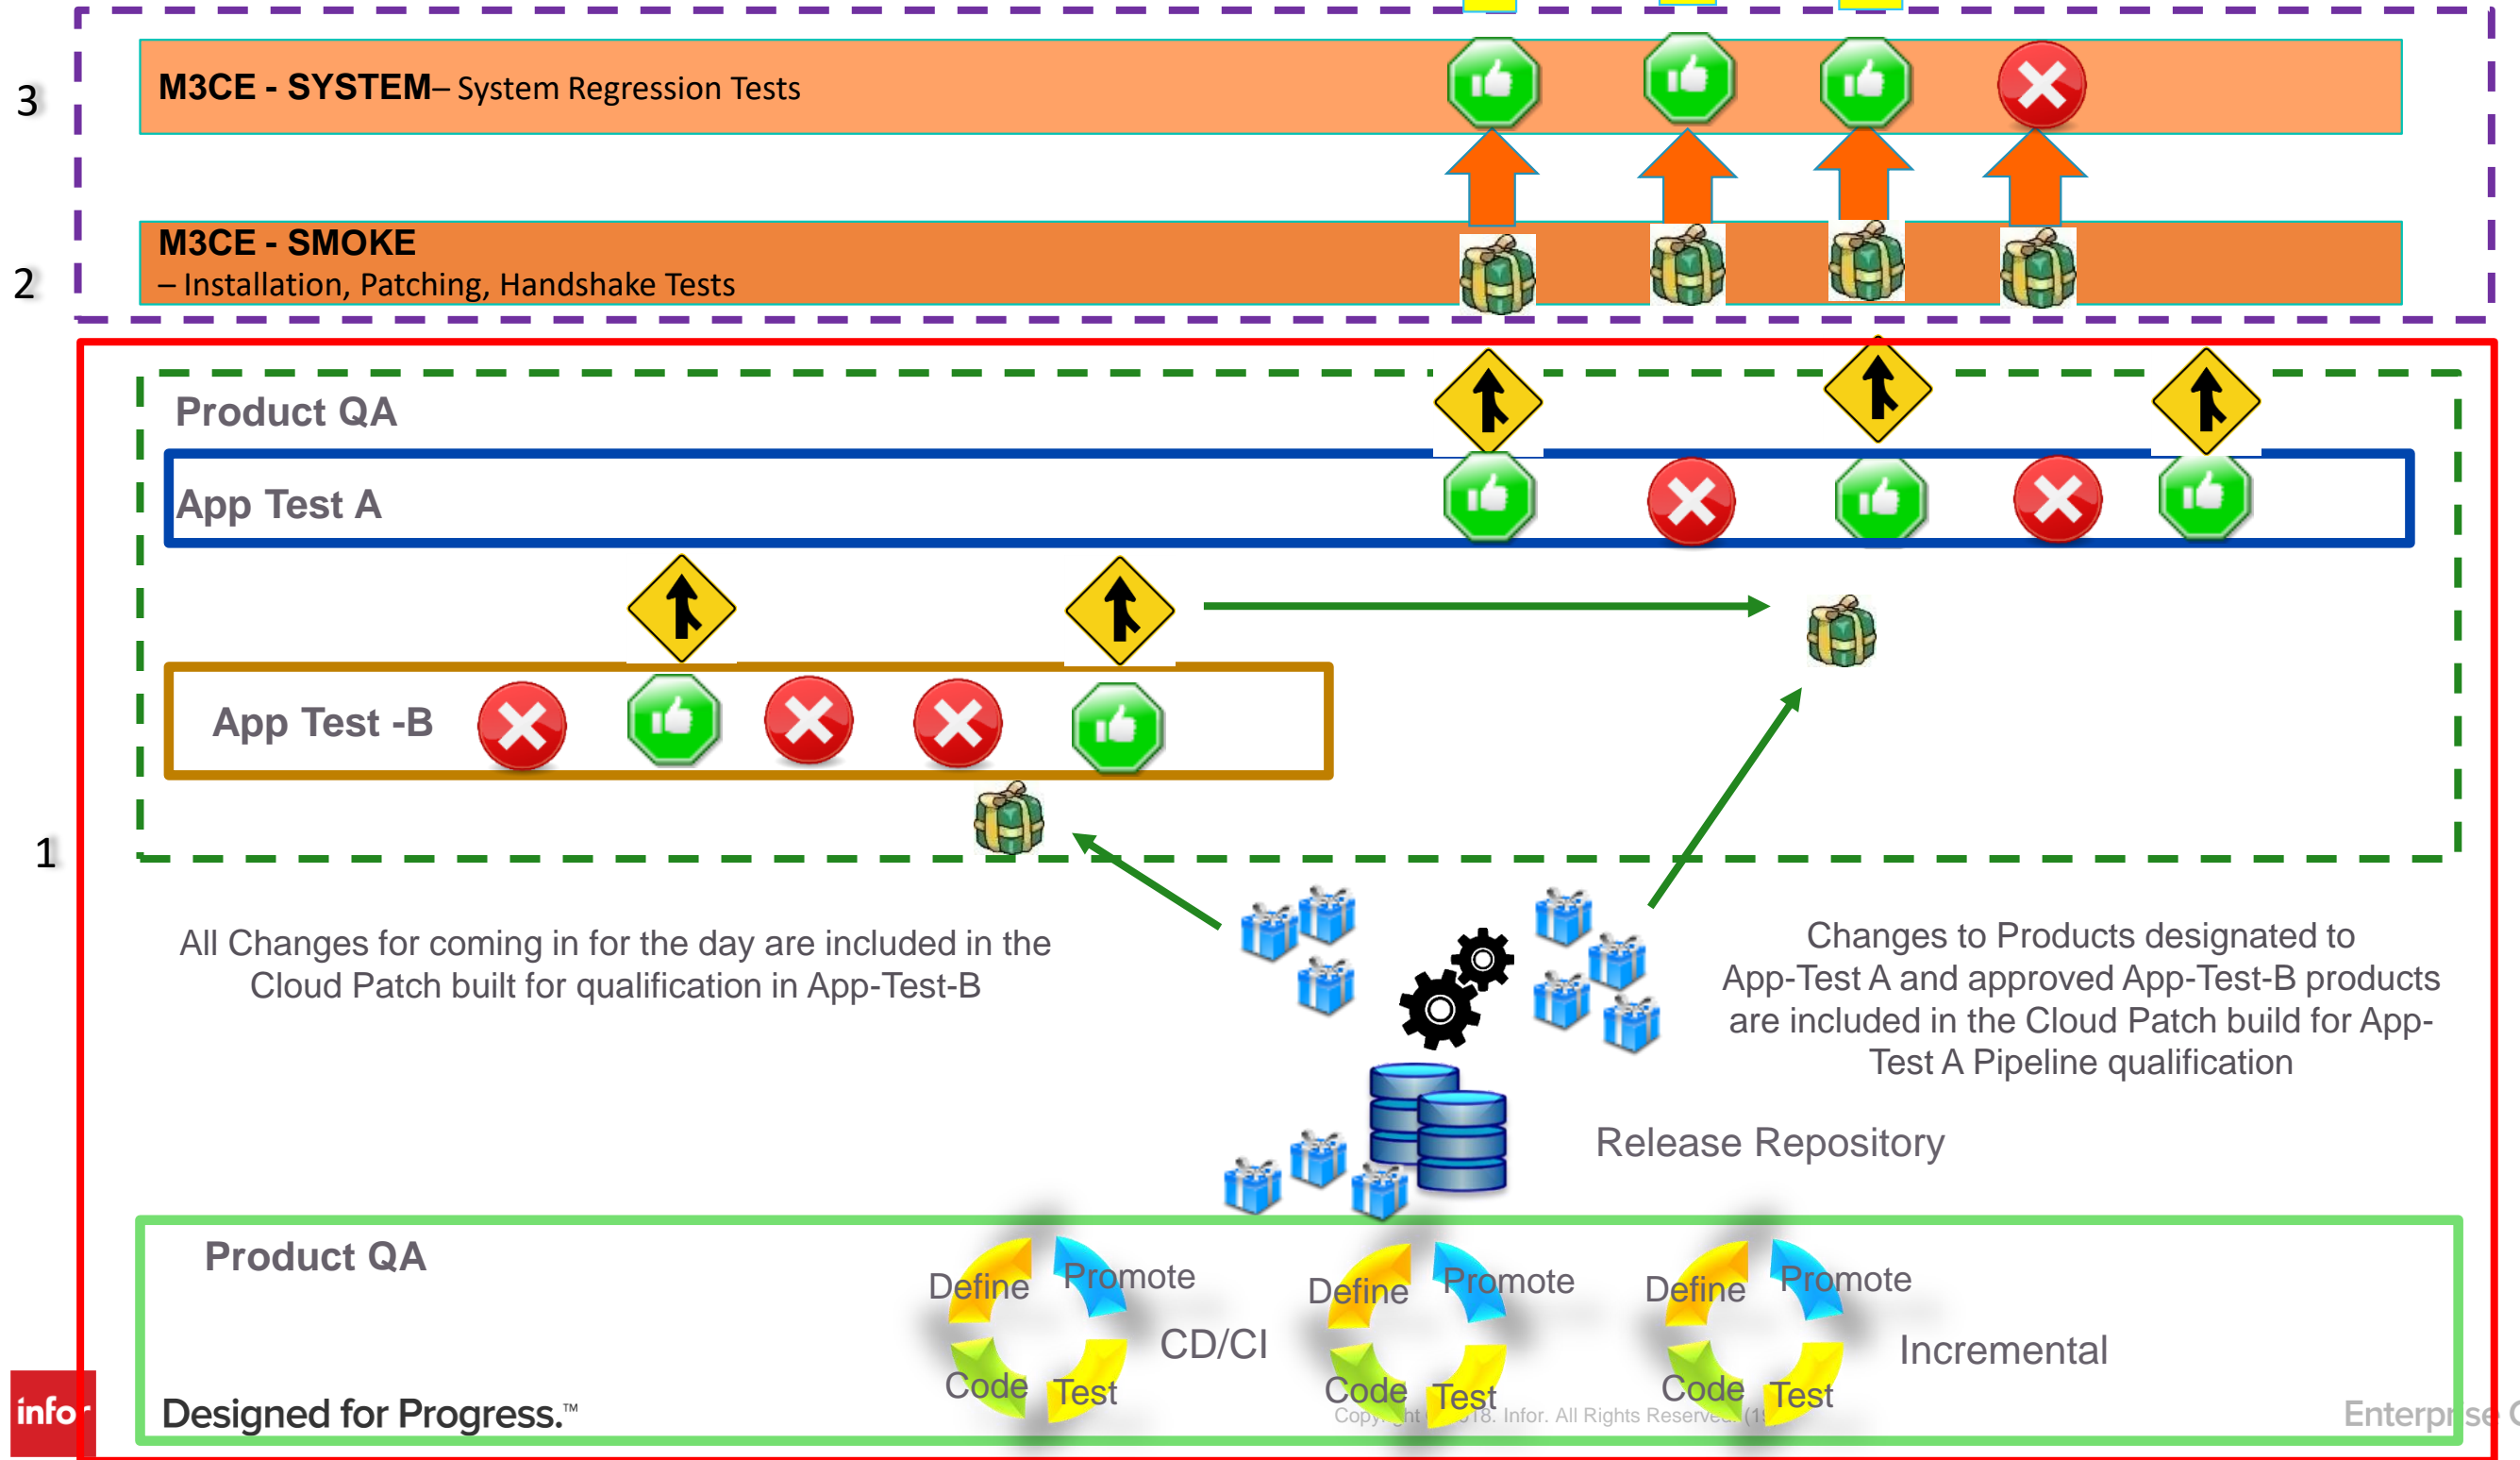 3
M3CE - SYSTEM– System Regression Tests
2
M3CE - SMOKE
– Installation, Patching, Handshake Tests
Product QA
App Test A
App Test -B
1
All Changes for coming in for the day are included in the
Cloud Patch built for qualification in App-Test-B
Changes to Products designated to
App-Test A and approved App-Test-B products
are included in the Cloud Patch build for App-
Test A Pipeline qualification
Release Repository
Product QA
Define
Promote
Code
Test
CD/CI
Define
Promote
Code
Test
Define
Promote
Code
Test
Incremental
infor
Designed for Progress.™
Infor. All Rights Reserved.